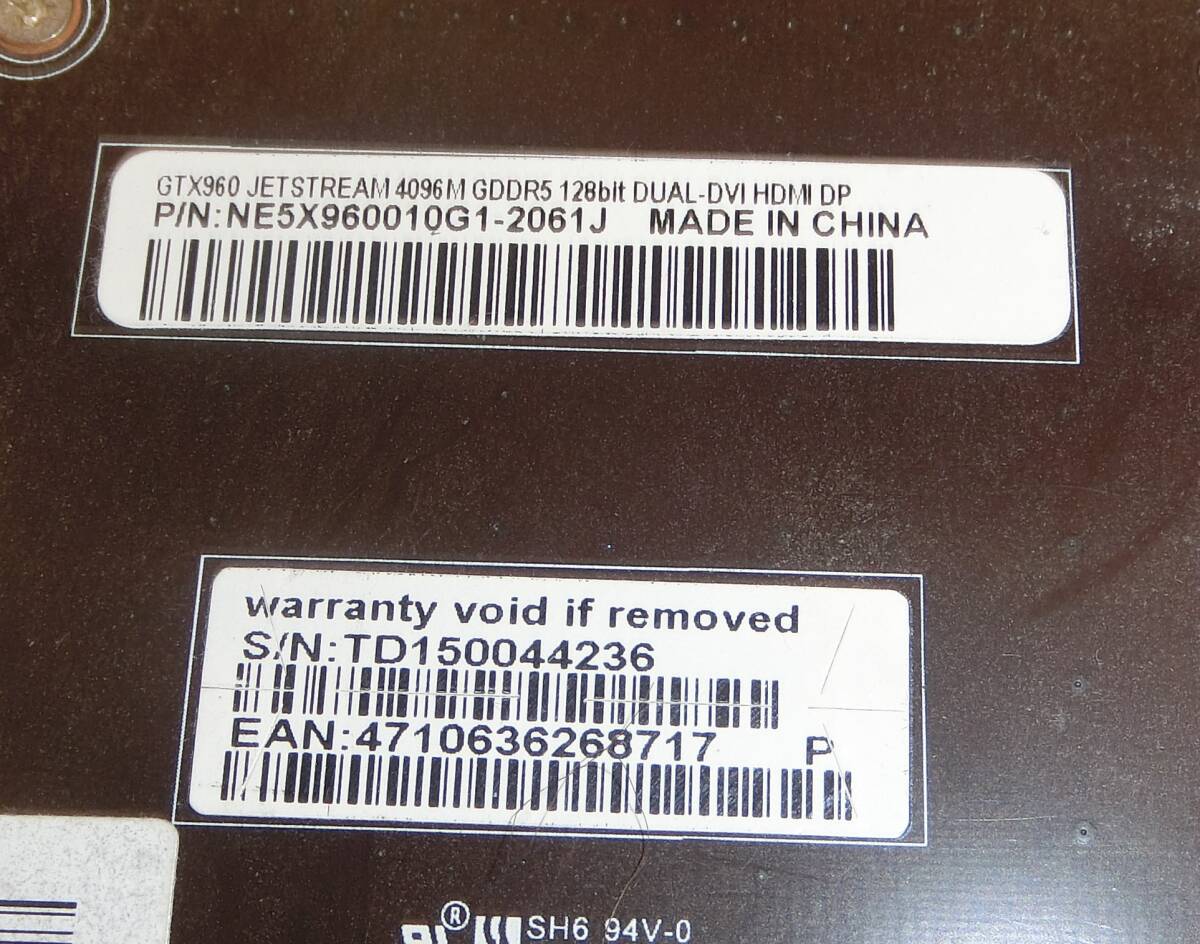 GTX960 JETSTREAM 4096M GDDR5 128bit DUAL-DVI HDMI DP
P/N:NE5X960010G1-2061J MADE IN CHINA
warranty void if removed
S/N:TD150044236
EAN:4710636268717 P
® SH6 94V-0